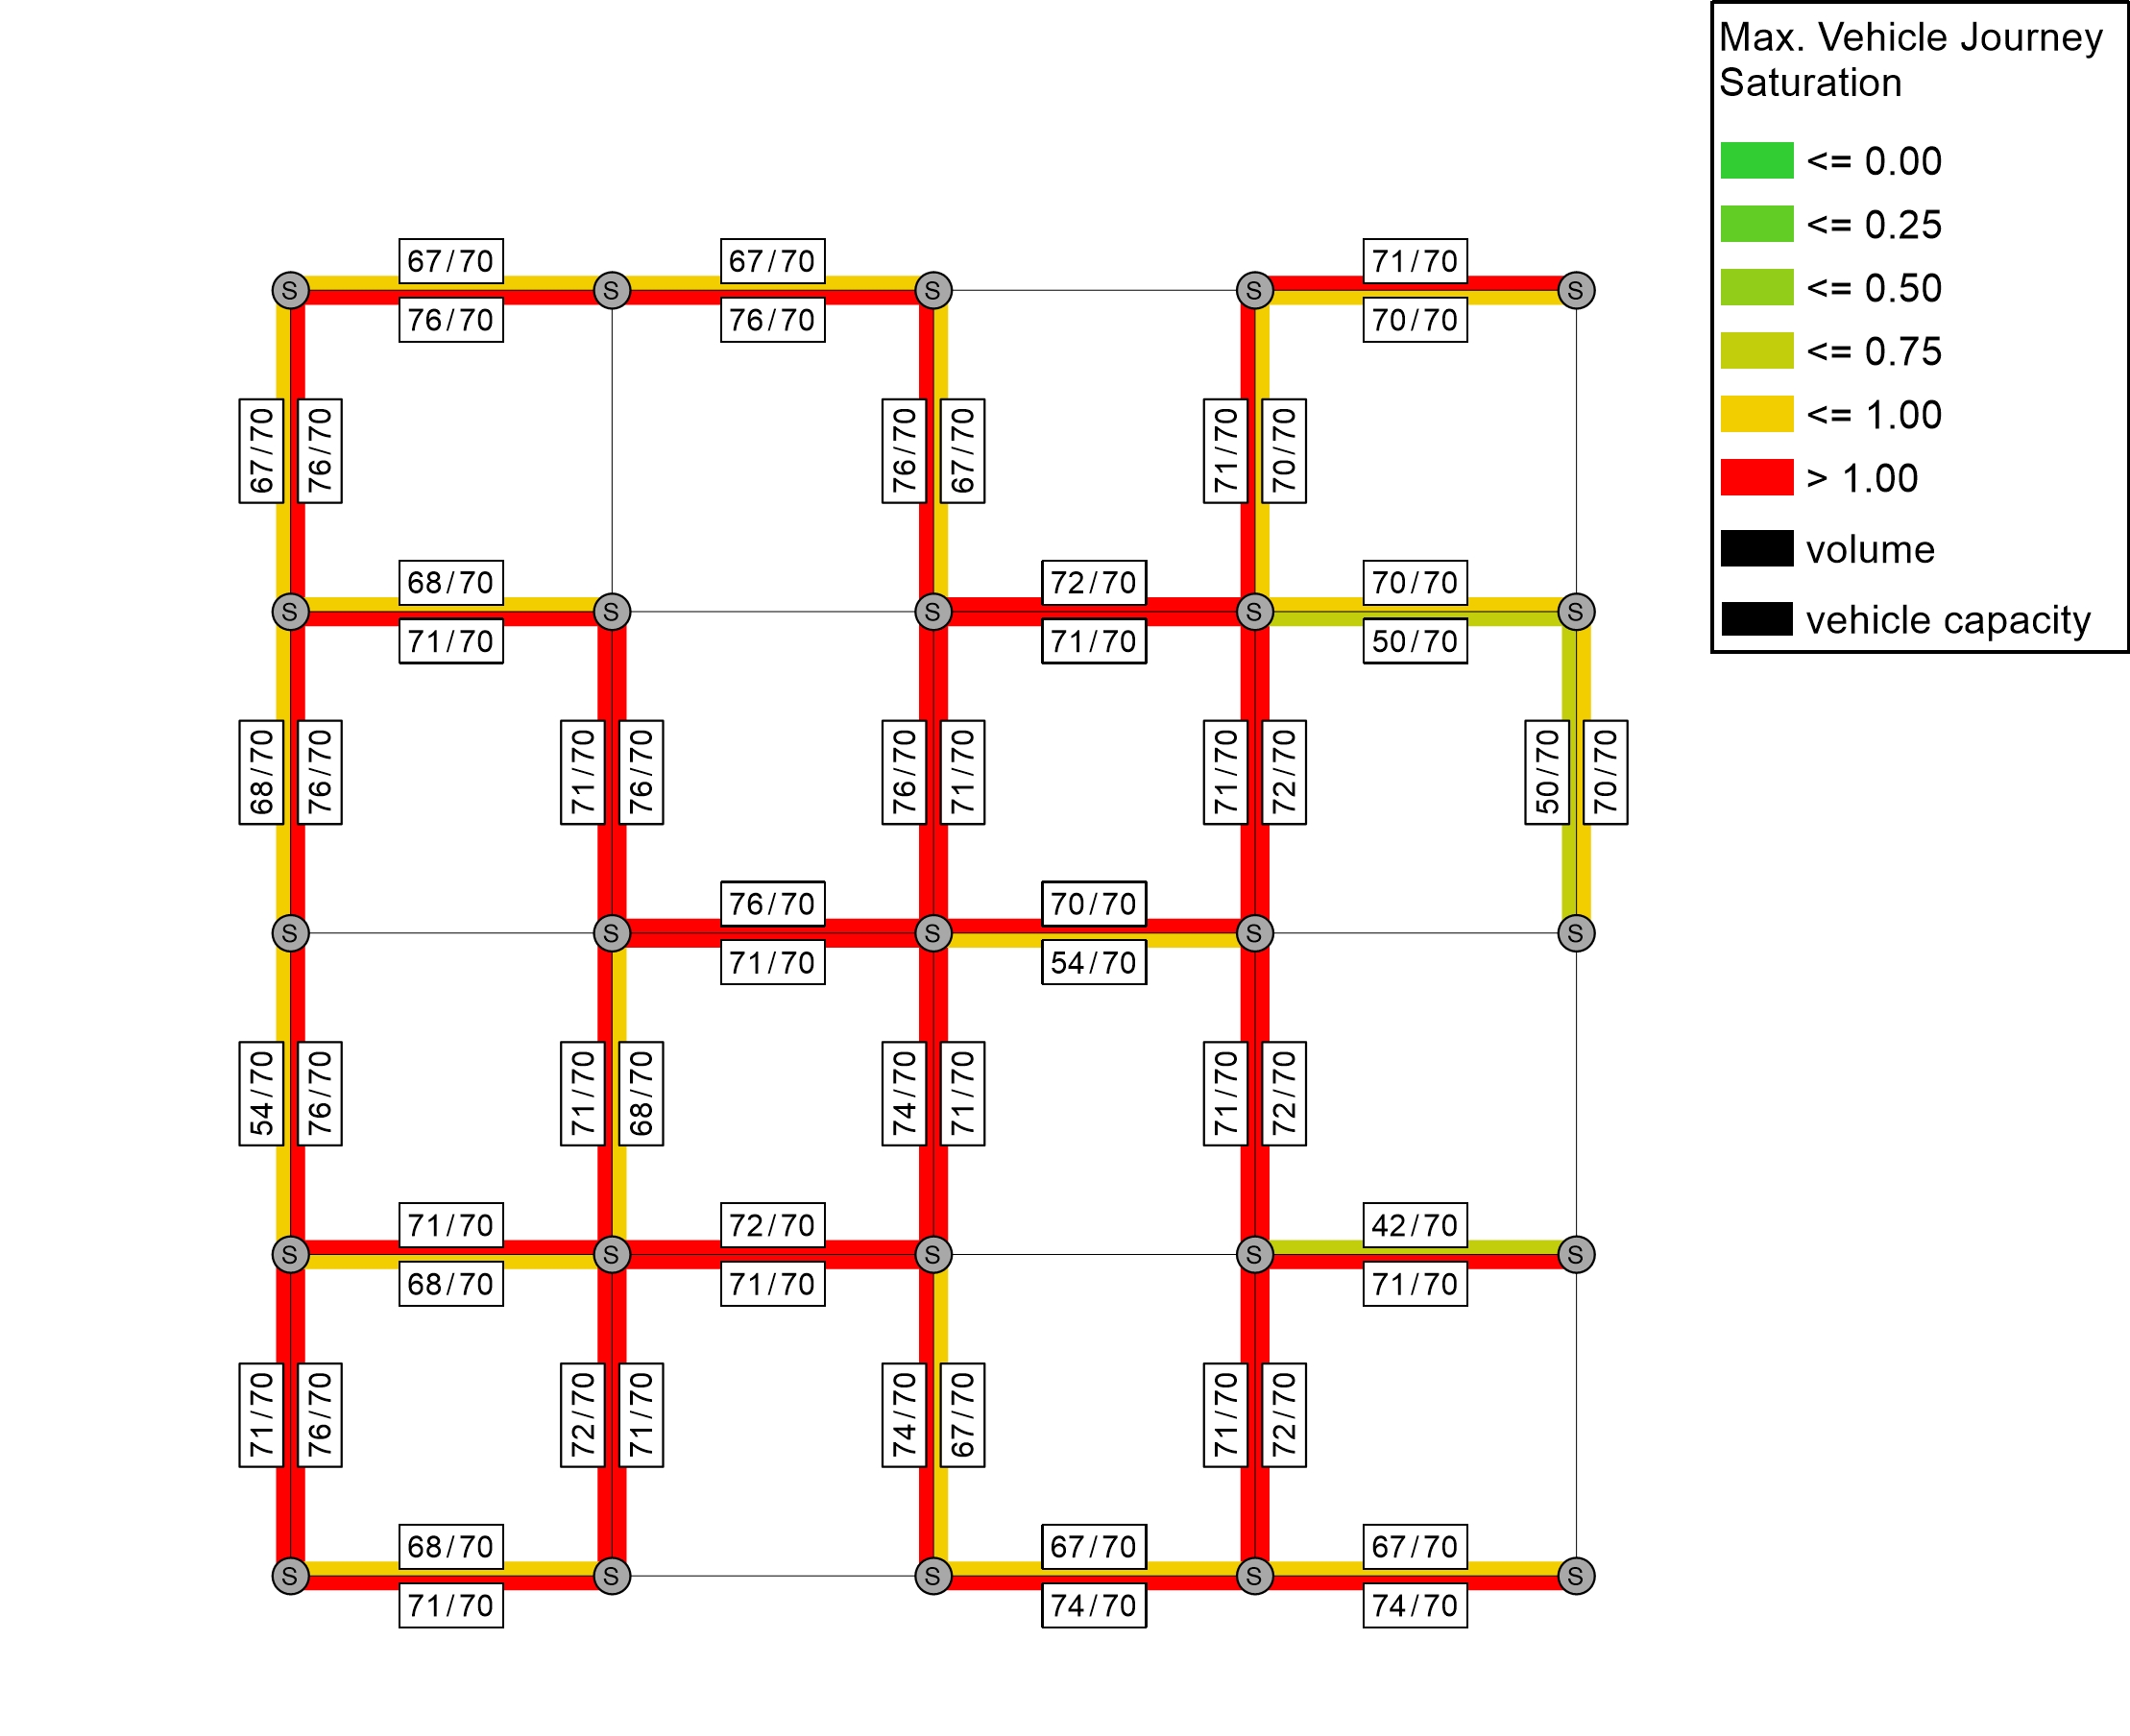 Max. Vehicle Journey
Saturation
<= 0.00
<= 0.25
<= 0.50
<= 0.75
<= 1.00
> 1.00
volume
vehicle capacity
67/70 67/70 71/70
S S S S S
76/70 76/70 70/70
67/70 76/70 76/70 67/70 71/70 70/70
68/70 72/70 70/70
S S S S S
71/70 71/70 50/70
68/70 76/70 71/70 76/70 76/70 71/70 71/70 72/70 50/70 70/70
76/70 70/70
S S S S S
71/70 54/70
54/70 76/70 71/70 68/70 74/70 71/70 71/70 72/70
71/70 72/70 42/70
S S S S S
68/70 71/70 71/70
71/70 76/70 72/70 71/70 74/70 67/70 71/70 72/70
68/70 67/70 67/70
S S S S S
71/70 74/70 74/70